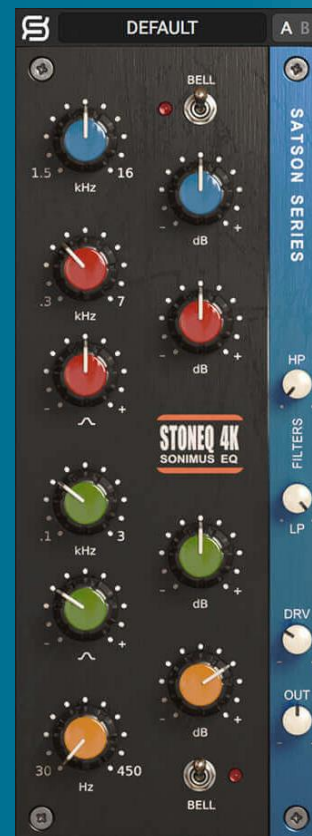 DEFAULT
A B
BELL
1.5 16
kHz
- +
dB
SATSON SERIES
.3 7
kHz
- +
dB
- +
HP
FILTERS
LP
STONEQ 4K
SONIMUS EQ
.1 3
kHz
- +
dB
- +
DRV
- +
dB
OUT
30 450
Hz
BELL